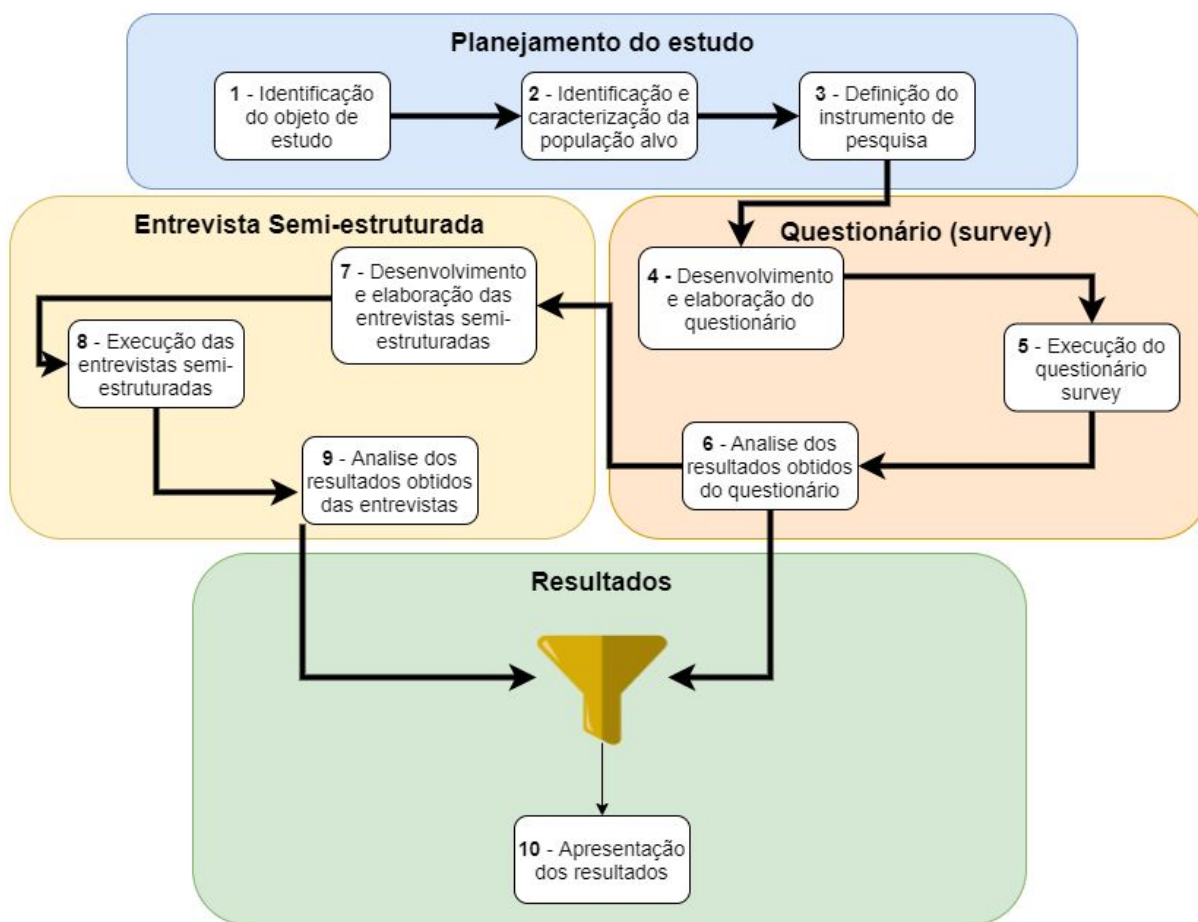 Planejamento do estudo
1 - Identificação
do objeto de
estudo
2 - Identificação e
caracterização da
população alvo
3 - Definição do
instrumento de
pesquisa
Entrevista Semi-estruturada
7 - Desenvolvimento
e elaboração das
entrevistas semi-
estruturadas
8 - Execução das
entrevistas semi-
estruturadas
9 - Analise dos
resultados obtidos
das entrevistas
Questionário (survey)
4 - Desenvolvimento
e elaboração do
questionário
5 - Execução do
questionário
survey
6 - Analise dos
resultados obtidos
do questionário
Resultados
10 - Apresentação
dos resultados